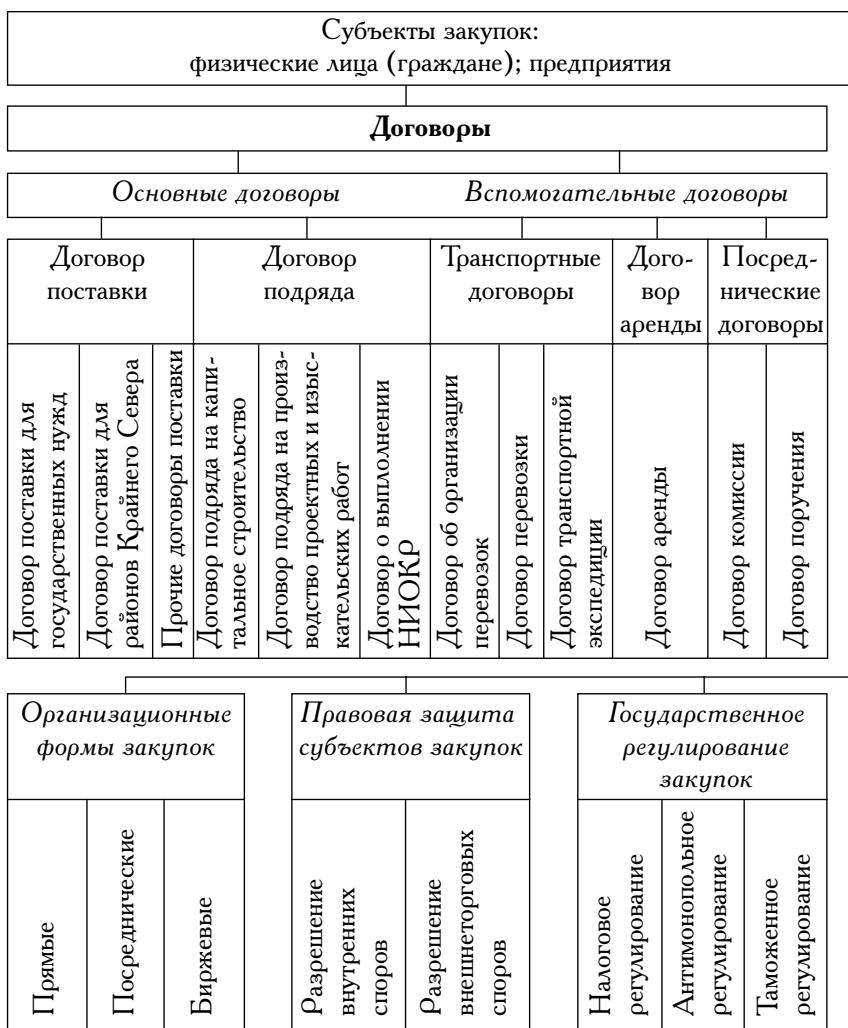 Субъекты закупок:
физические лица (граждане); предприятия
Договоры
Основные договоры
Вспомогательные договоры
Договор
поставки
Договор
подряда
Транспортные
договоры
Дого-
вор
аренды
Посред-
нические
договоры
Договор поставки для
государственных нужд
Договор поставки для
районов Крайнего Севера
Прочие договоры поставки
Договор подряда на капи-
тальное строительство
Договор подряда на произ-
водство проектных и изыс-
кательских работ
Договор о выплолнении
НИОКР
Договор об организации
перевозок
Договор перевозки
Договор транспортной
экспедиции
Договор аренды
Договор комиссии
Договор поручения
Организационные
формы закупок
Прямые
Посреднические
Биржевые
Правовая защита
субъектов закупок
Разрешение
внутренних
споров
Разрешение
внешнеторговых
споров
Государственное
регулирование
закупок
Налоговое
регулирование
Антимонопольное
регулирование
Таможенное
регулирование